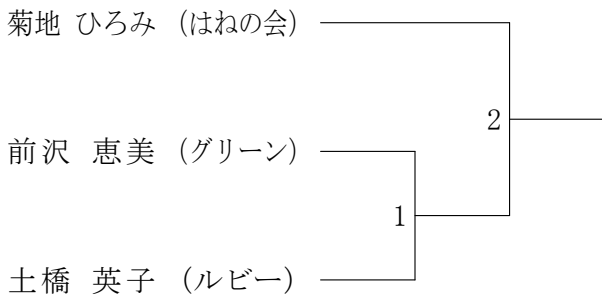 菊地 ひろみ (はねの会)
2
前沢 恵美 (グリーン)
1
土橋 英子 (ルビー)